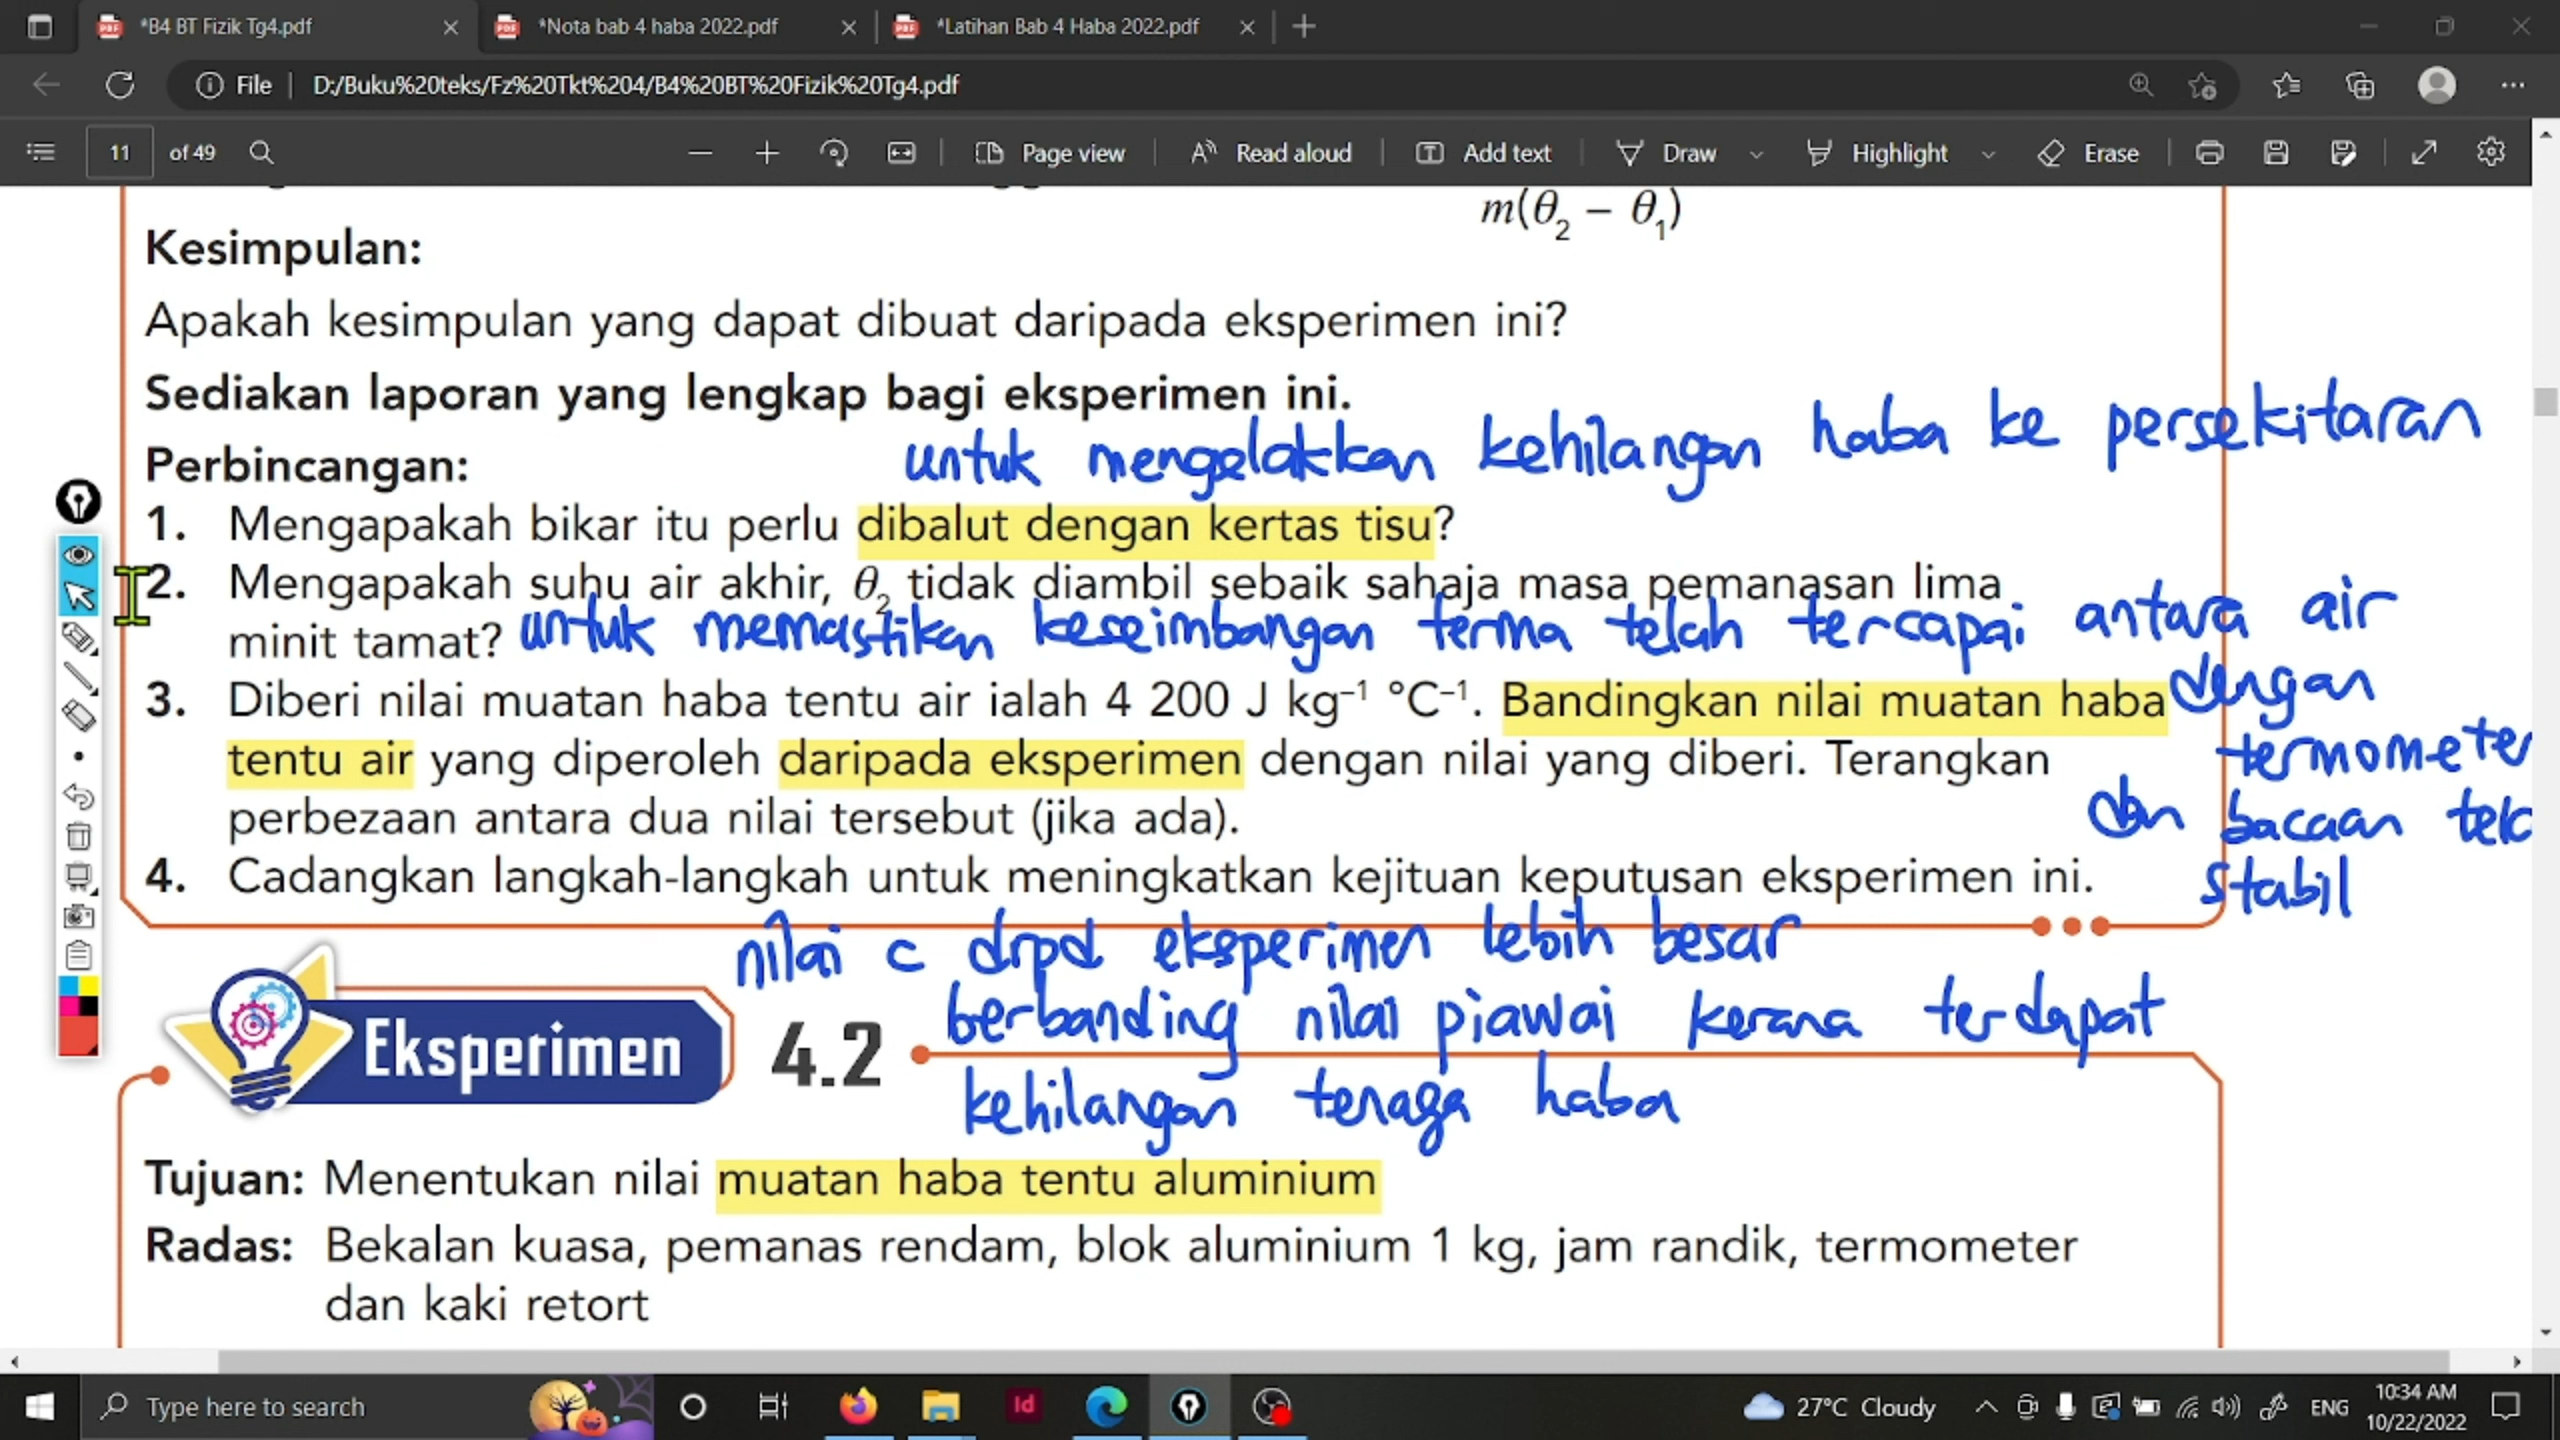 *B4 BT Fizik Tg4.pdf
*Nota bab 4 haba 2022.pdf
*Latihan Bab 4 Haba 2022.pdf
File D:/Buku%20teks/Fz%20Tkt%204/B4%20BT%20Fizik%20Tg4.pdf
11 of 49 Page view Read aloud Add text Draw Highlight Erase
m(θ₂ – θ₁)
Kesimpulan:
Apakah kesimpulan yang dapat dibuat daripada eksperimen ini?
Sediakan laporan yang lengkap bagi eksperimen ini.
untuk mengelakkan kehilangan haba ke persekitaran
Perbincangan:
1. Mengapakah bikar itu perlu dibalut dengan kertas tisu?
2. Mengapakah suhu air akhir, θ₂ tidak diambil sebaik sahaja masa pemanasan lima
minit tamat?
untuk memastikan keseimbangan terma telah tercapai antara air
dengan
termometer
dan bacaan
stabil
3. Diberi nilai muatan haba tentu air ialah 4 200 J kg⁻¹ °C⁻¹. Bandingkan nilai muatan haba
tentu air yang diperoleh daripada eksperimen dengan nilai yang diberi. Terangkan
perbezaan antara dua nilai tersebut (jika ada).
4. Cadangkan langkah-langkah untuk meningkatkan kejituan keputusan eksperimen ini.
nilai c drpd eksperimen lebih besar
berbanding nilai piawai kerana terdapat
kehilangan tenaga haba
Eksperimen 4.2
Tujuan: Menentukan nilai muatan haba tentu aluminium
Radas: Bekalan kuasa, pemanas rendam, blok aluminium 1 kg, jam randik, termometer
dan kaki retort
Type here to search
Id
27°C Cloudy
ENG
10:34 AM
10/22/2022